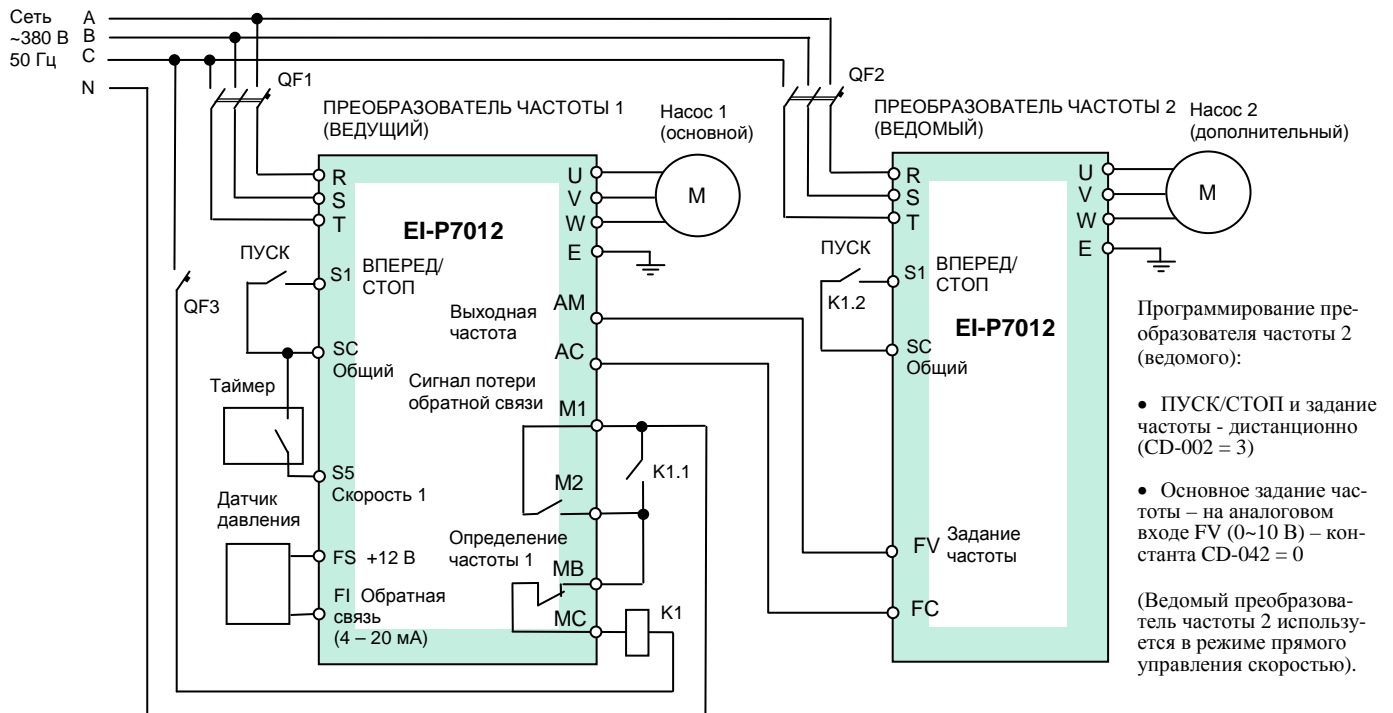 Сеть
~380 В
50 Гц
A
B
C
N
QF1
QF2
QF3
ПРЕОБРАЗОВАТЕЛЬ ЧАСТОТЫ 1
(ВЕДУЩИЙ)
Насос 1
(основной)
ПРЕОБРАЗОВАТЕЛЬ ЧАСТОТЫ 2
(ВЕДОМЫЙ)
Насос 2
(дополнительный)
R
S
T
U
V
W
E
M
EI-P7012
ПУСК
S1
ВПЕРЕД/
СТОП
SC
Общий
Таймер
S5
Скорость 1
Датчик
давления
FS +12 В
FI Обратная
связь
(4 – 20 мА)
Выходная
частота
AM
AC
Сигнал потери
обратной связи
M1
M2
K1.1
Определение
частоты 1
MB
MC
K1
R
S
T
U
V
W
E
M
ПУСК
K1.2
S1
ВПЕРЕД/
СТОП
EI-P7012
SC
Общий
FV Задание
частоты
FC
Программирование пре-
образователя частоты 2
(ведомого):
• ПУСК/СТОП и задание
частоты - дистанционно
(CD-002 = 3)
• Основное задание час-
тоты – на аналоговом
входе FV (0~10 В) – кон-
станта CD-042 = 0
(Ведомый преобразова-
тель частоты 2 использу-
ется в режиме прямого
управления скоростью).